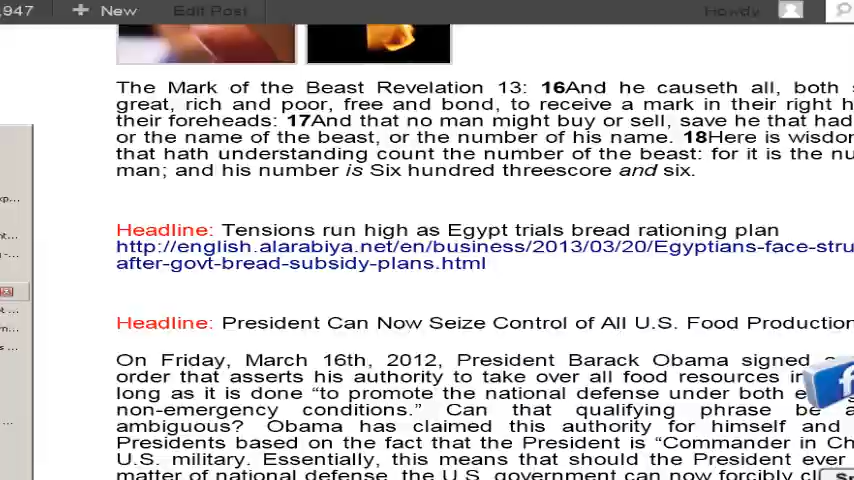 ,947 New Edit Post Howdy
The Mark of the Beast Revelation 13: 16And he causeth all, both
great, rich and poor, free and bond, to receive a mark in their right
their foreheads: 17And that no man might buy or sell, save he that had
or the name of the beast, or the number of his name. 18Here is wisdo
that hath understanding count the number of the beast: for it is the nu
man; and his number is Six hundred threescore and six.
Headline: Tensions run high as Egypt trials bread rationing plan
http://english.alarabiya.net/en/business/2013/03/20/Egyptians-face-stru
after-govt-bread-subsidy-plans.html
Headline: President Can Now Seize Control of All U.S. Food Production
On Friday, March 16th, 2012, President Barack Obama signed
order that asserts his authority to take over all food resources in
long as it is done “to promote the national defense under both e
non-emergency conditions.” Can that qualifying phrase be a
ambiguous? Obama has claimed this authority for himself and
Presidents based on the fact that the President is “Commander in Ch
U.S. military. Essentially, this means that should the President ever
matter of national defense, the U.S. government can now forcibly cl